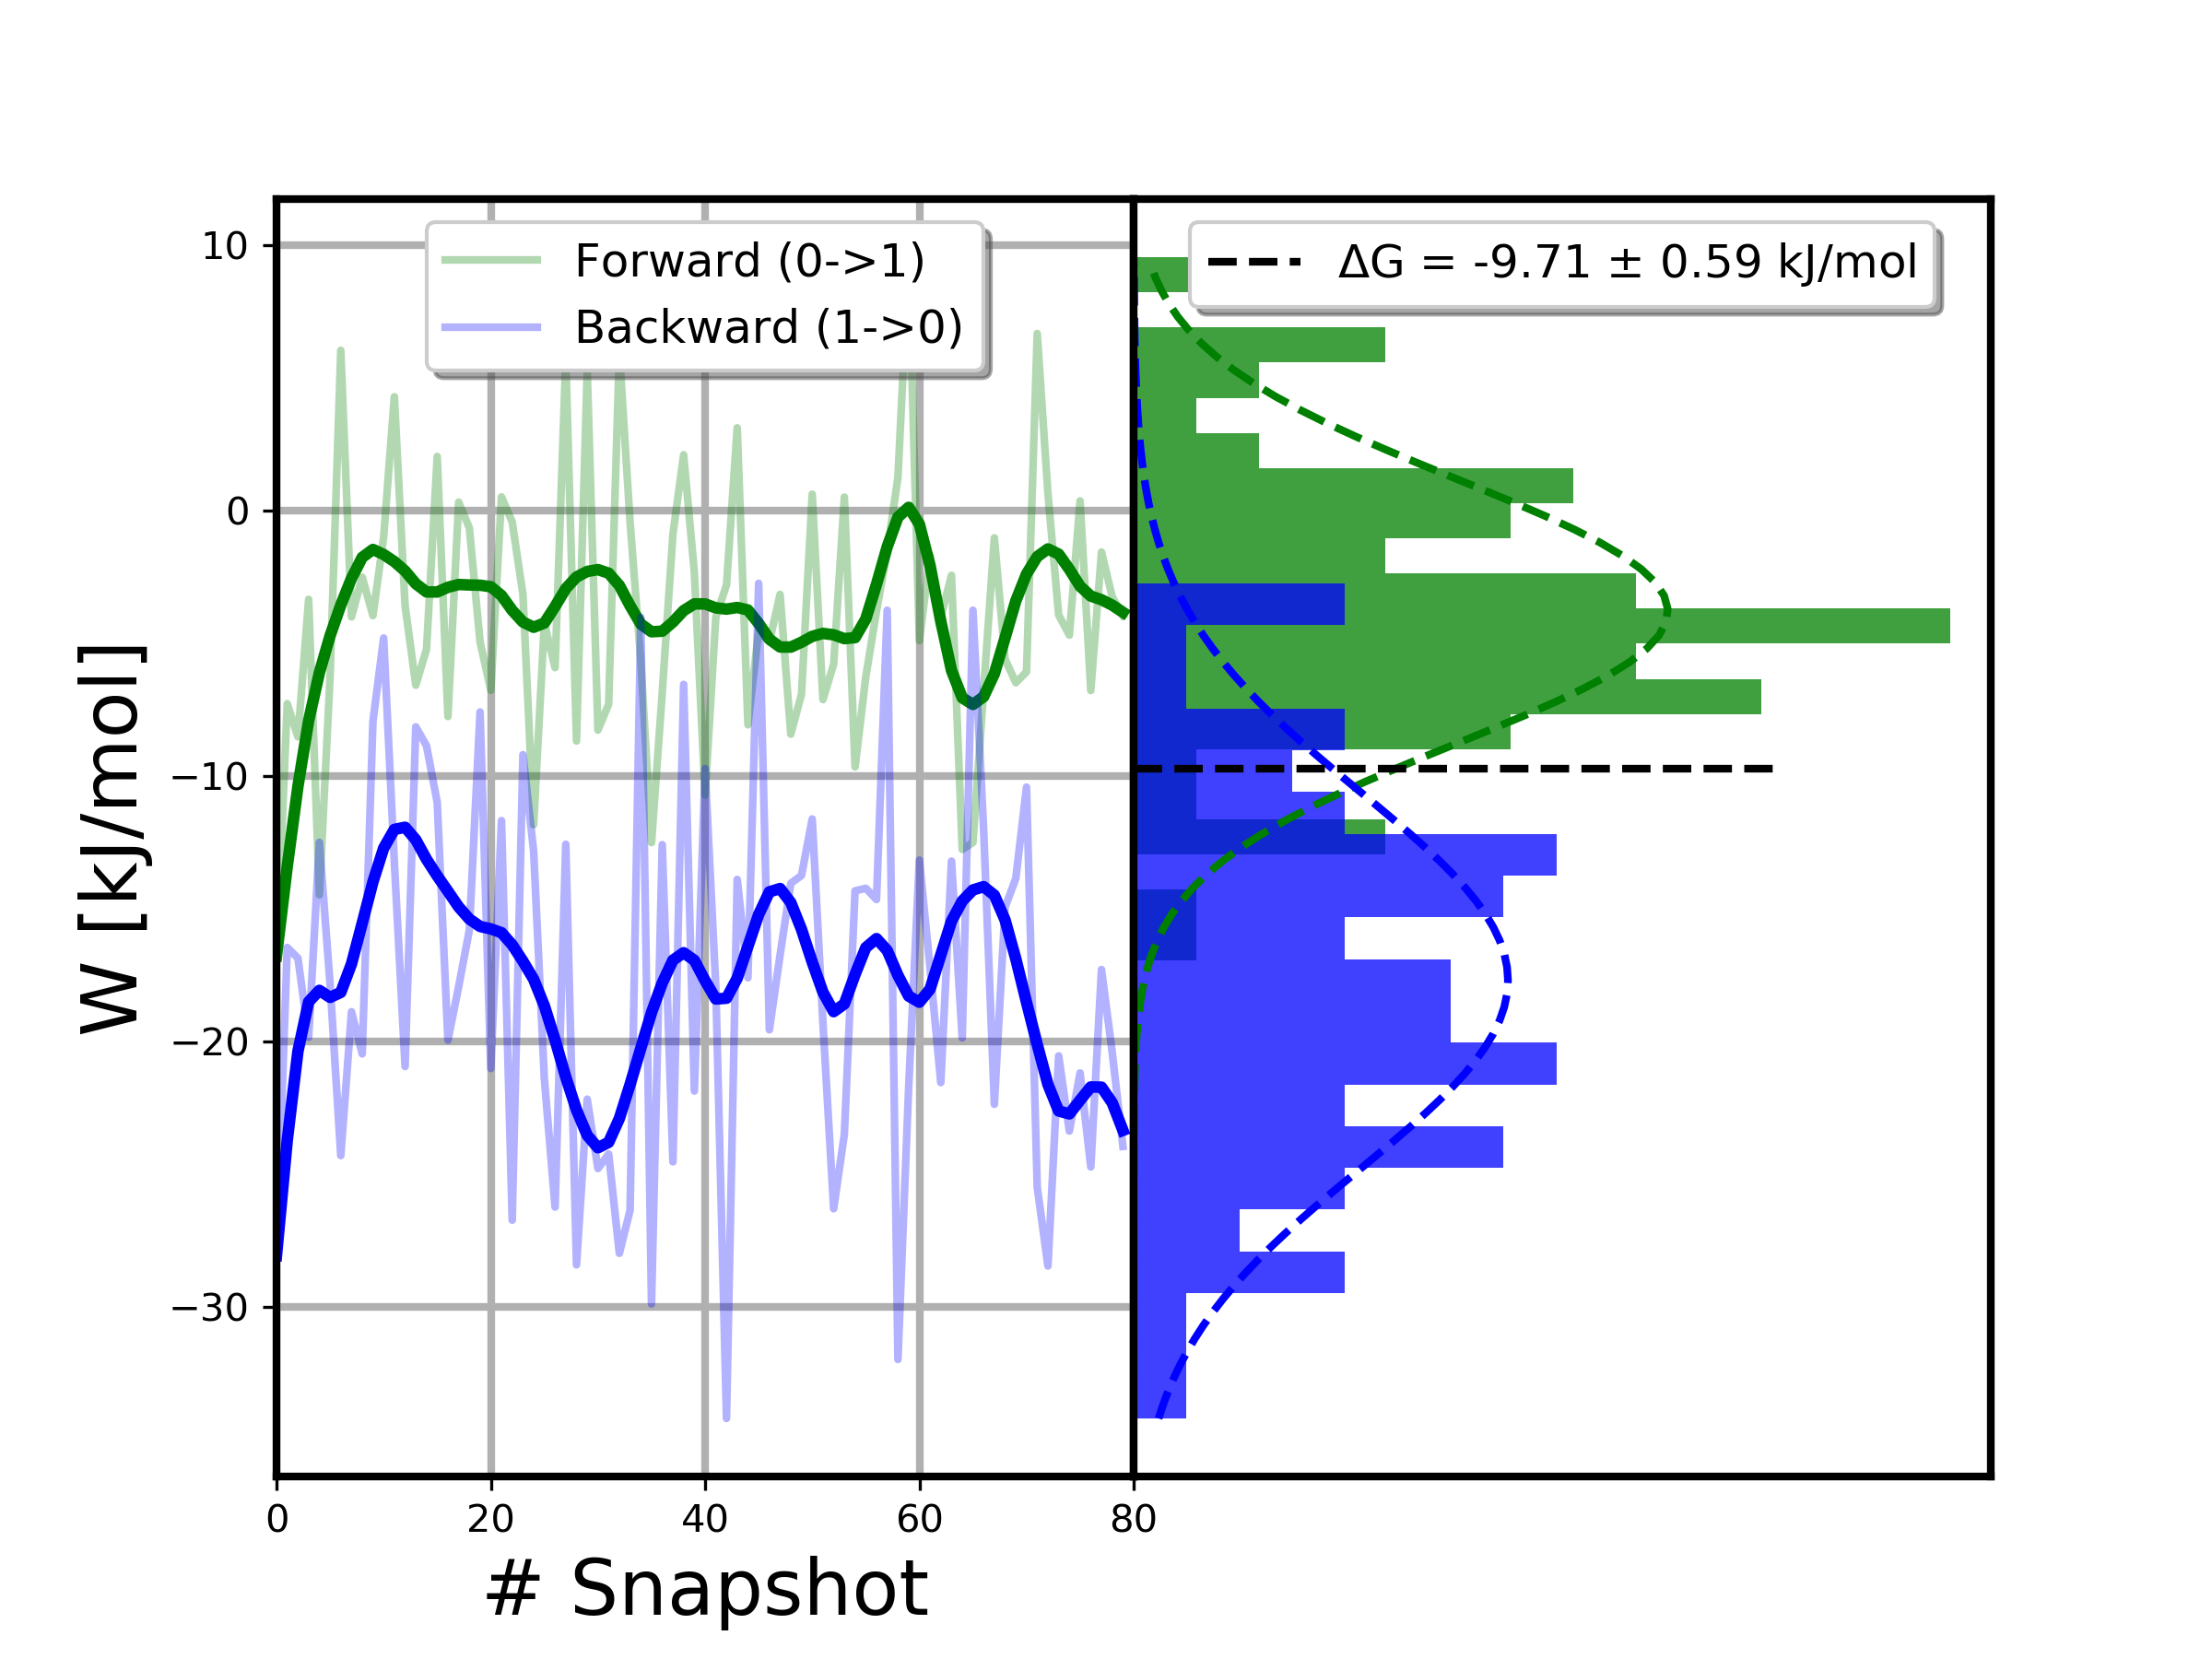 Forward (0->1)
Backward (1->0)
ΔG = -9.71 ± 0.59 kJ/mol
W [kJ/mol]
10
0
−10
−20
−30
0 20 40 60 80
# Snapshot